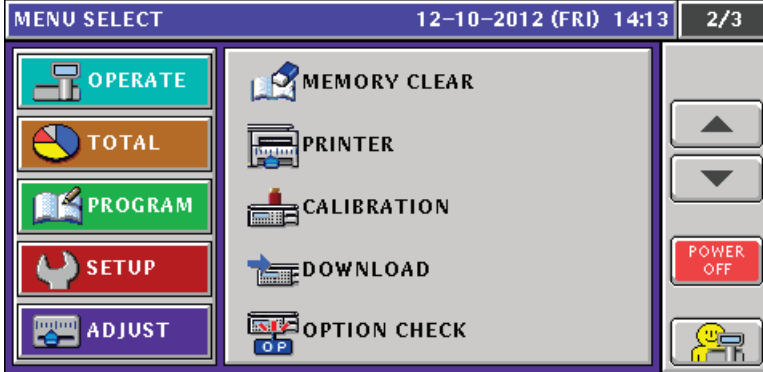 MENU SELECT 12-10-2012 (FRI) 14:13 2/3
OPERATE
TOTAL
PROGRAM
SETUP
ADJUST
MEMORY CLEAR
PRINTER
CALIBRATION
DOWNLOAD
OP
OPTION CHECK
POWER
OFF